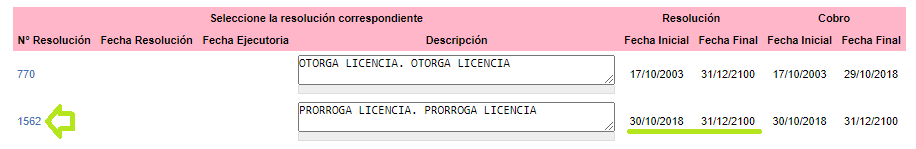 Seleccione la resolución correspondiente Resolución Cobro
Nº Resolución Fecha Resolución Fecha Ejecutoria Descripción Fecha Inicial Fecha Final Fecha Inicial Fecha Final
770 OTORGA LICENCIA. OTORGA LICENCIA 17/10/2003 31/12/2100 17/10/2003 29/10/2018
1562 PRORROGA LICENCIA. PRORROGA LICENCIA 30/10/2018 31/12/2100 30/10/2018 31/12/2100